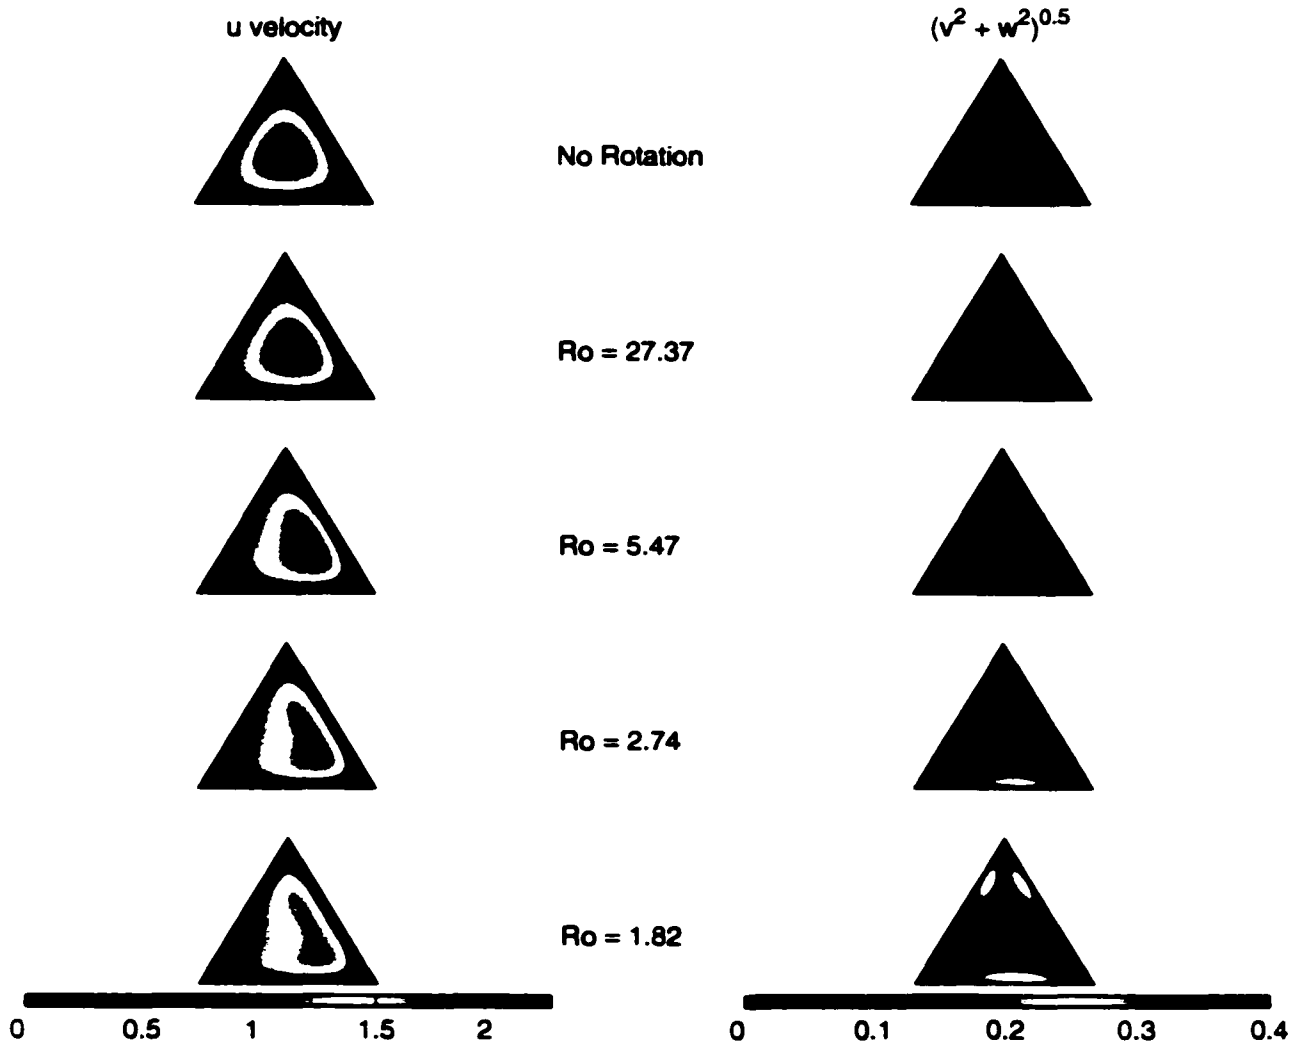 u velocity
(v² + w²)⁰·⁵
No Rotation
Ro = 27.37
Ro = 5.47
Ro = 2.74
Ro = 1.82
0 0.5 1 1.5 2
0 0.1 0.2 0.3 0.4